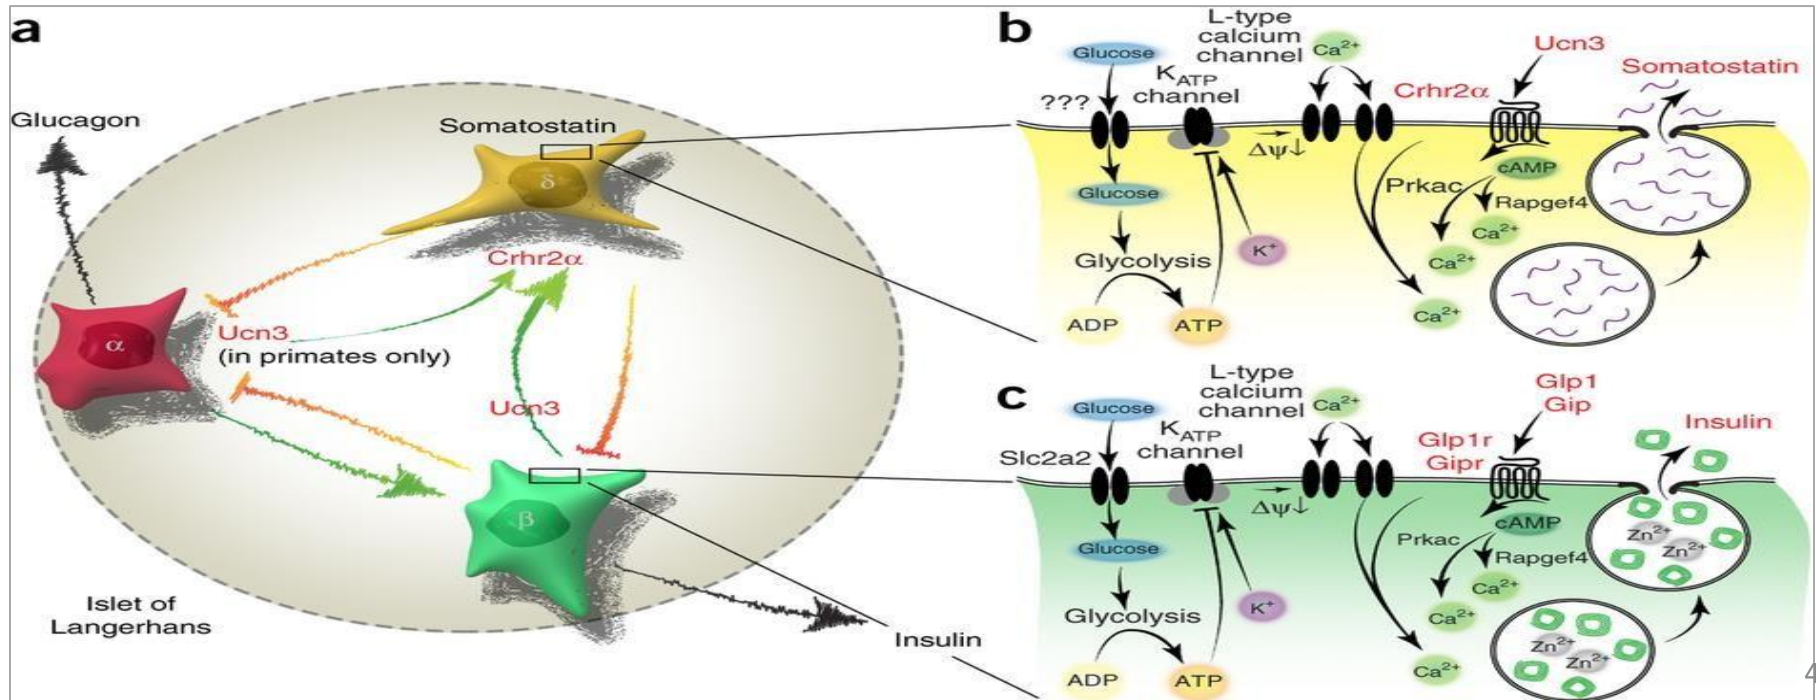 a
Glucagon
Somatostatin
δ
Crhr2α
α
Ucn3
(in primates only)
Ucn3
β
Islet of
Langerhans
Insulin
b
Glucose
???
K_ATP
channel
L-type
calcium
channel
Ca²⁺
Ucn3
Crhr2α
Somatostatin
Δψ↓
Glucose
Prkac
cAMP
Rapgef4
Ca²⁺
Ca²⁺
K⁺
Glycolysis
ADP
ATP
Ca²⁺
c
Glucose
Slc2a2
K_ATP
channel
L-type
calcium
channel
Ca²⁺
Glp1
Gip
Glp1r
Gipr
Insulin
Δψ↓
Glucose
Prkac
cAMP
Rapgef4
Zn²⁺
Zn²⁺
Ca²⁺
Ca²⁺
K⁺
Glycolysis
ADP
ATP
Ca²⁺
Zn²⁺
Zn²⁺
4